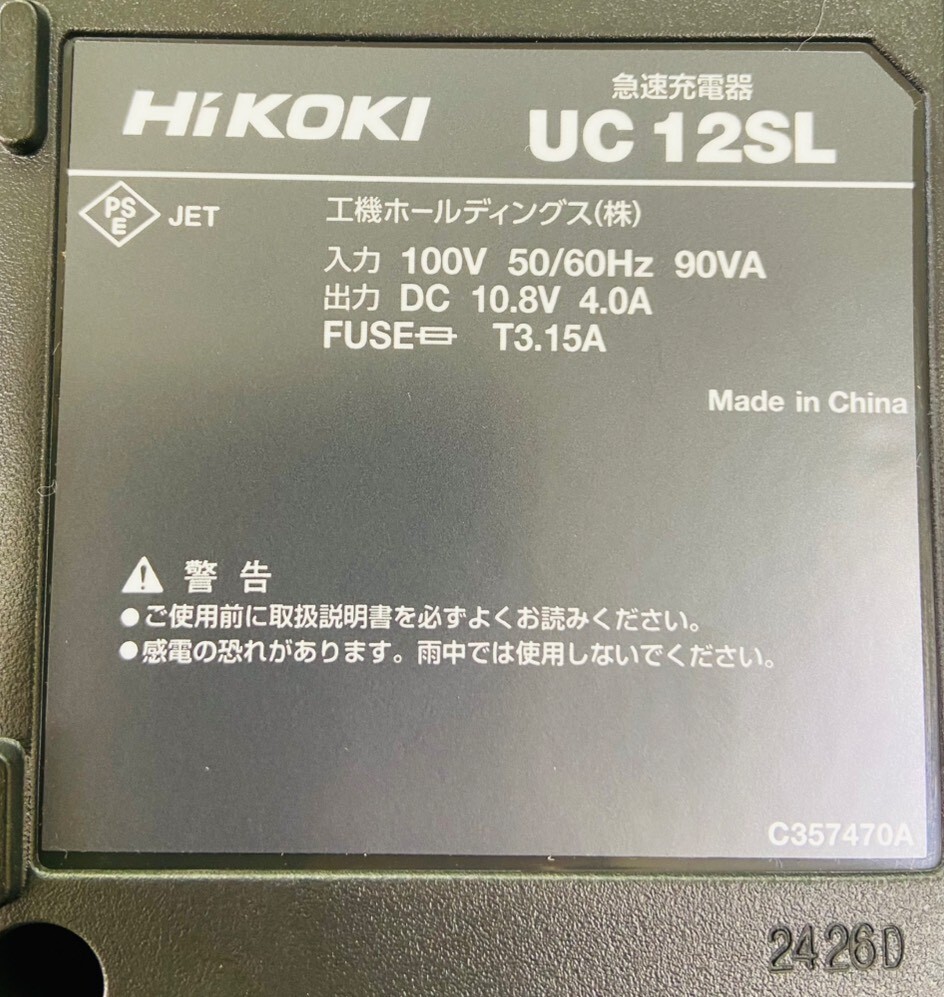 HiKOKI
急速充電器
UC 12SL
PS
E
JET
工機ホールディングス(株)
入力 100V 50/60Hz 90VA
出力 DC 10.8V 4.0A
FUSE T3.15A
Made in China
警告
●ご使用前に取扱説明書を必ずよくお読みください。
●感電の恐れがあります。雨中では使用しないでください。
C357470A
2426D